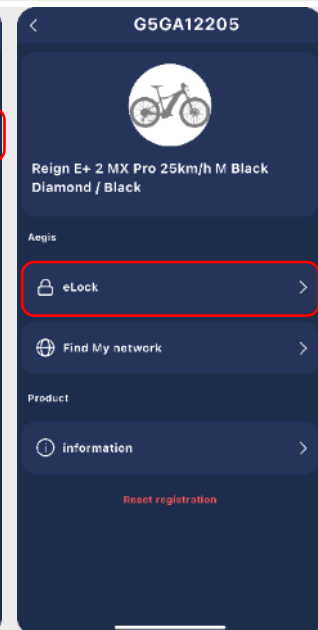 G5GA12205
Reign E+ 2 MX Pro 25km/h M Black
Diamond / Black
Aegis
eLock
Find My network
Product
information
Reset registration